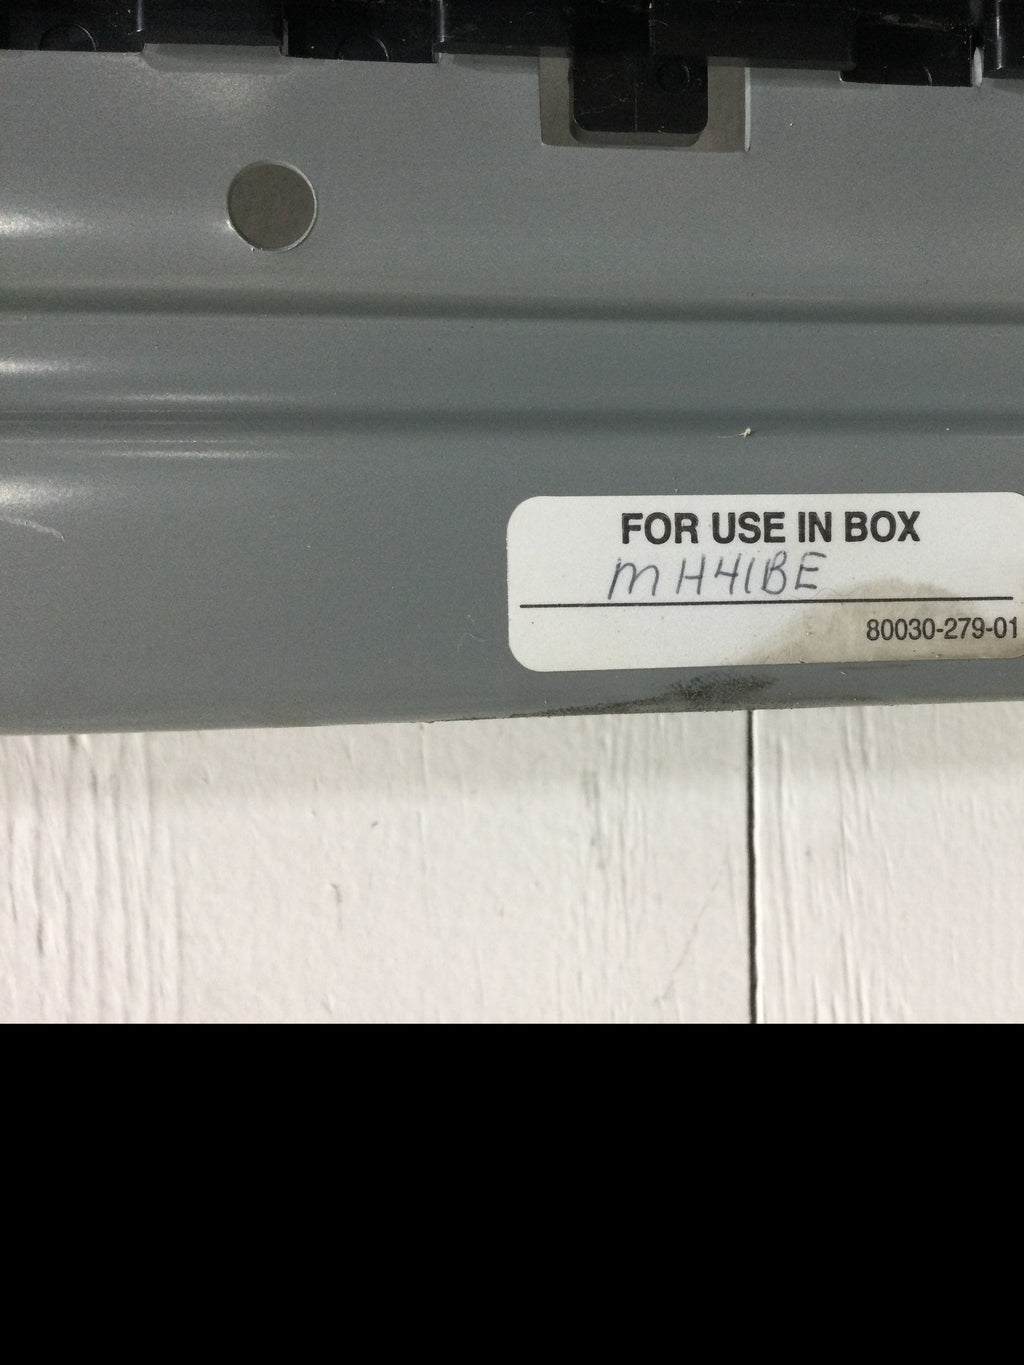 FOR USE IN BOX
MH41BE
80030-279-01